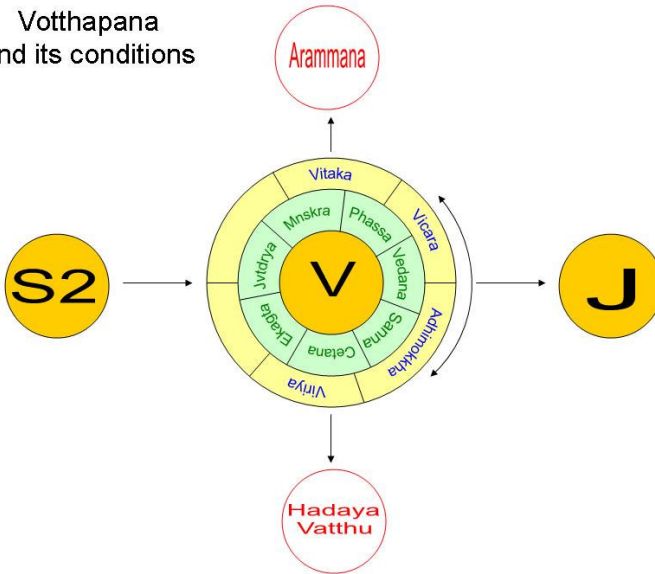 Votthapana
nd its conditions
Arammana
Vitaka
Vicara
Adhimokkha
Viriya
Mnskra
Phassa
Vedana
Sanna
Cetana
Ekagta
Jvtdrya
S2
V
J
Hadaya
Vatthu